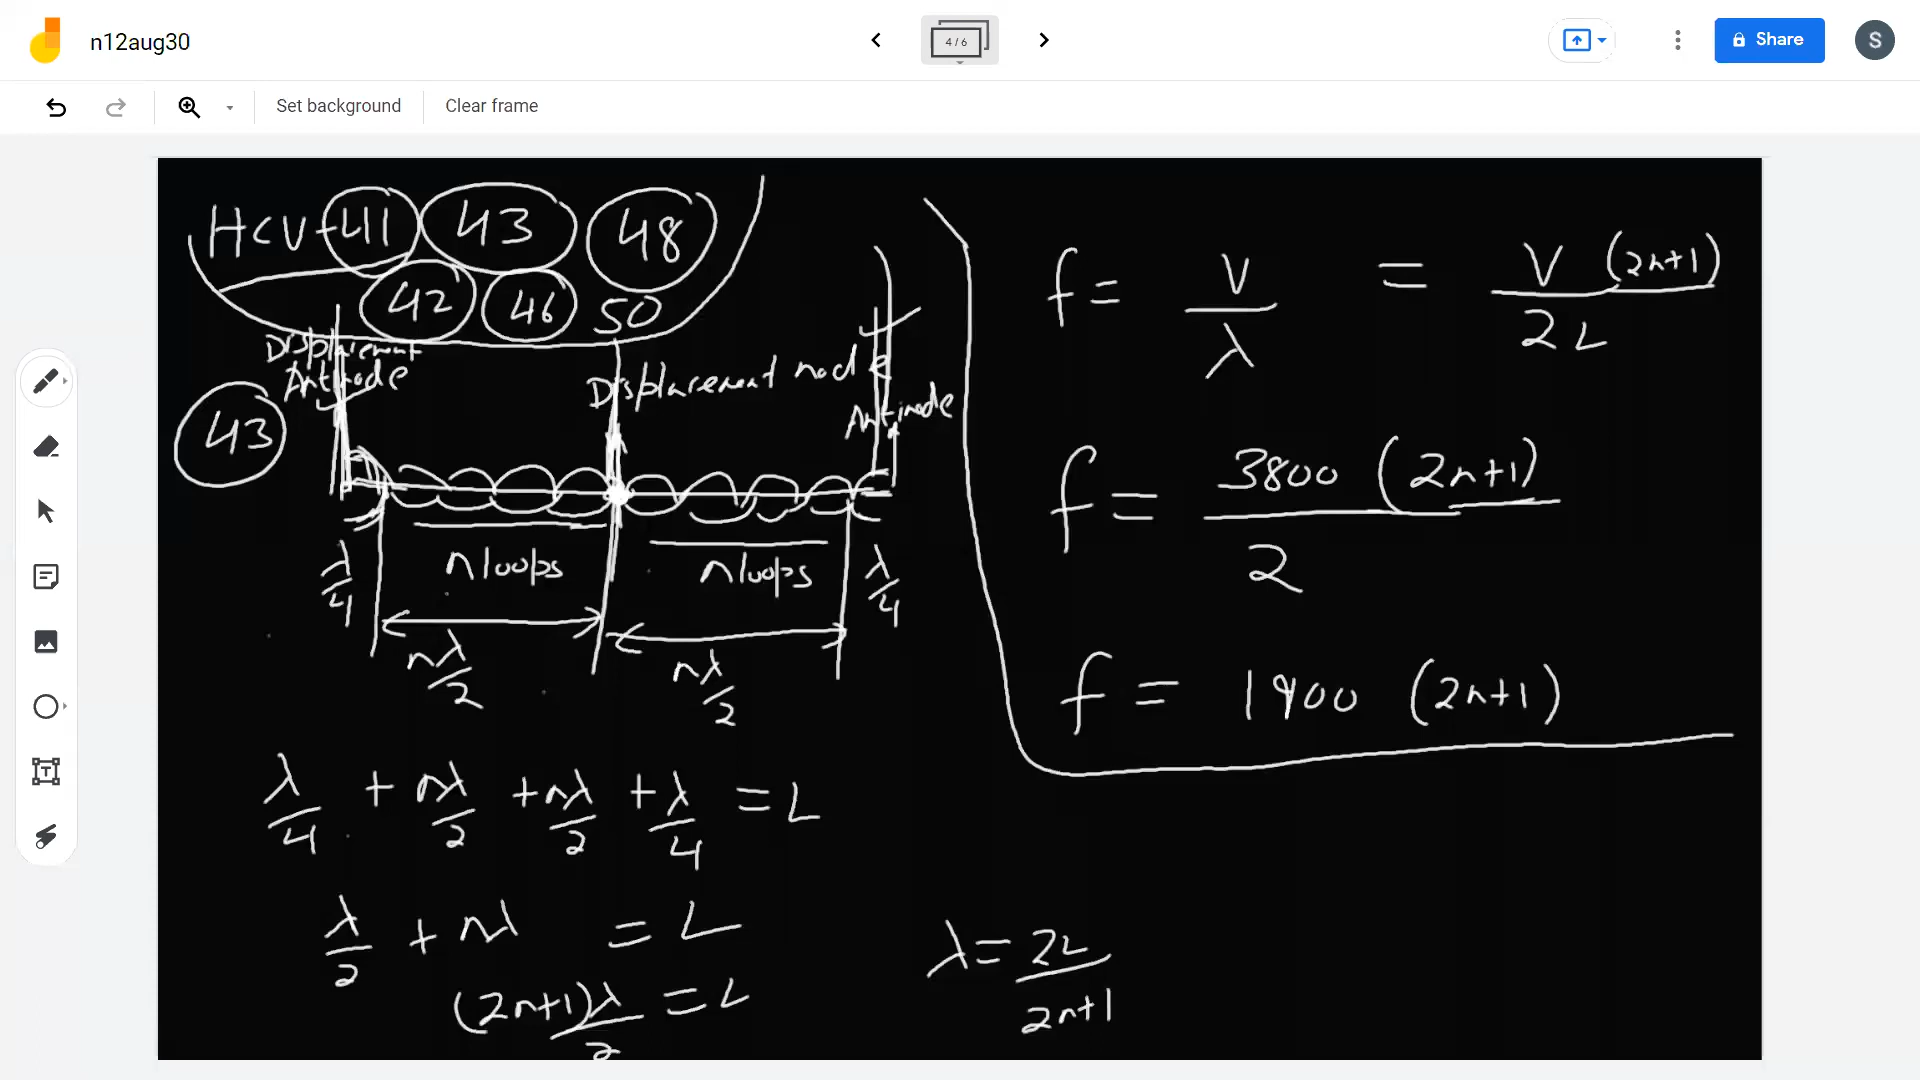 n12aug30
4 / 6
Share
S
Set background
Clear frame
HCV - 41 43 48
42 46 50
Displacement
Antinode
Displacement node
Antinode
43
λ/4
n loops
n loops
λ/4
nλ/2
nλ/2
λ/4 + nλ/2 + nλ/2 + λ/4 = L
λ/2 + nλ = L
(2n+1)λ/2 = L
λ = 2L/2n+1
f = V/λ = V (2n+1)/2L
f = 3800 (2n+1)/2
f = 1900 (2n+1)